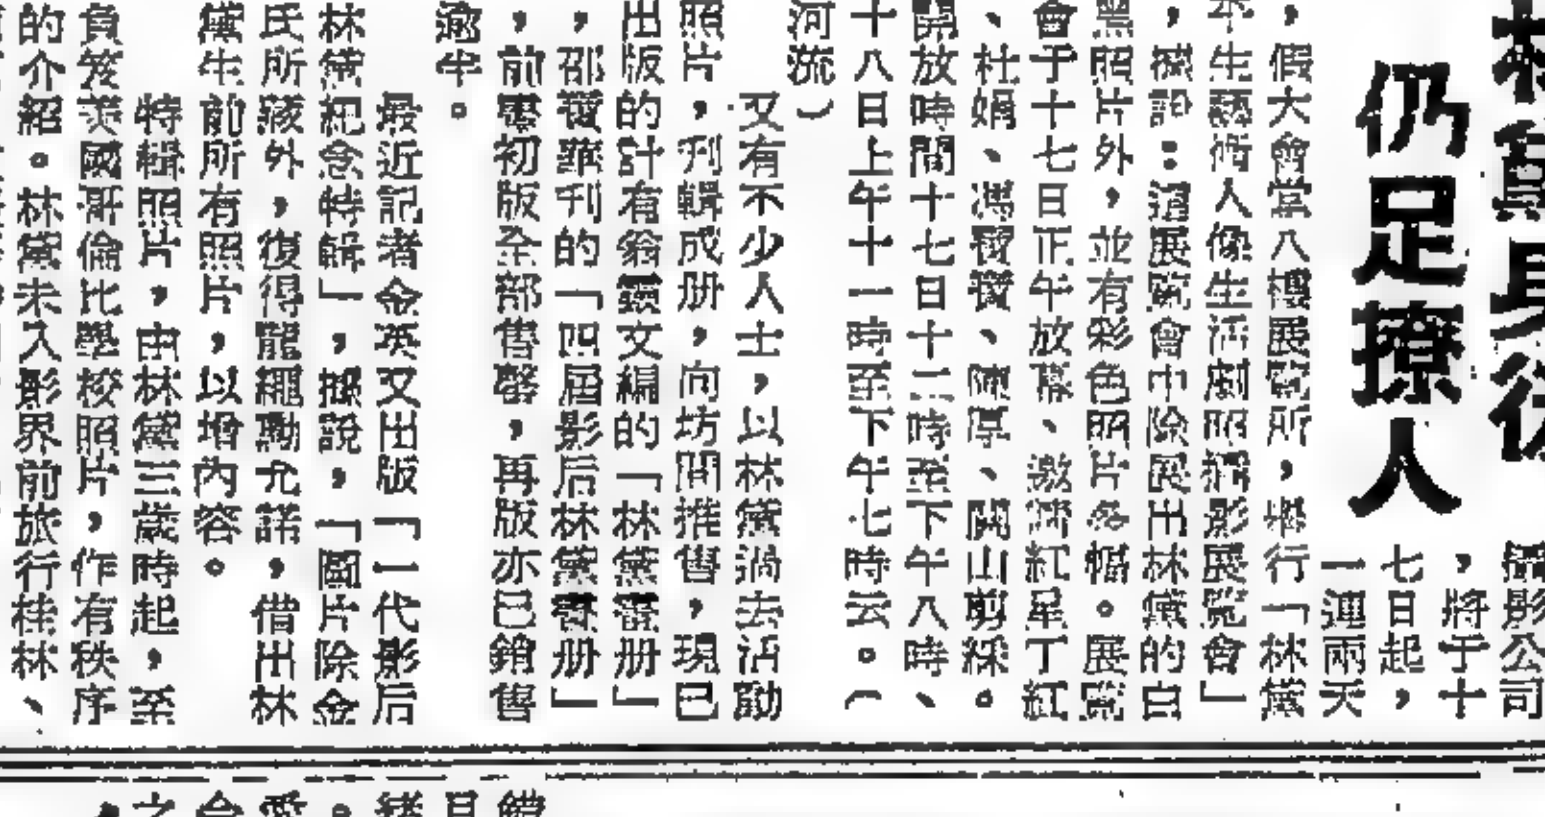 林黛身後
仍足撩人
攝影公司
，將于十
七日起，
一連兩天
，假大會堂八樓展覽所，舉行「林黛
本生藝術人像生活劇照攝影展覽會」
，據說：這展覽會中除展出林黛的白
黑照片外，並有彩色照片多幅。展覽
會于十七日正午放幕、邀請紅星丁紅
、杜娟、馮寶寶、陳厚、關山剪綵。
開放時間十七日十二時至下午八時、
十八日上午十一時至下午七時云。（
河流）
又有不少人士，以林黛過去活動
照片，刊輯成册，向坊間推售，現已
出版的計有翁靈文編的「林黛畫册」
，邵寶華刊的「四屆影后林黛畫册」
，前者初版全部售罄，再版亦已銷售
逾半。
最近記者金英又出版「一代影后
林黛紀念特輯」，據說，「圖片除金
氏所藏外，復得龍繩勳允諾，借出林
黛生前所有照片，以增內容。
特輯照片，由林黛三歲時起，至
負笈美國哥倫比學校照片，作有秩序
的介紹。林黛未入影界前旅行桂林、